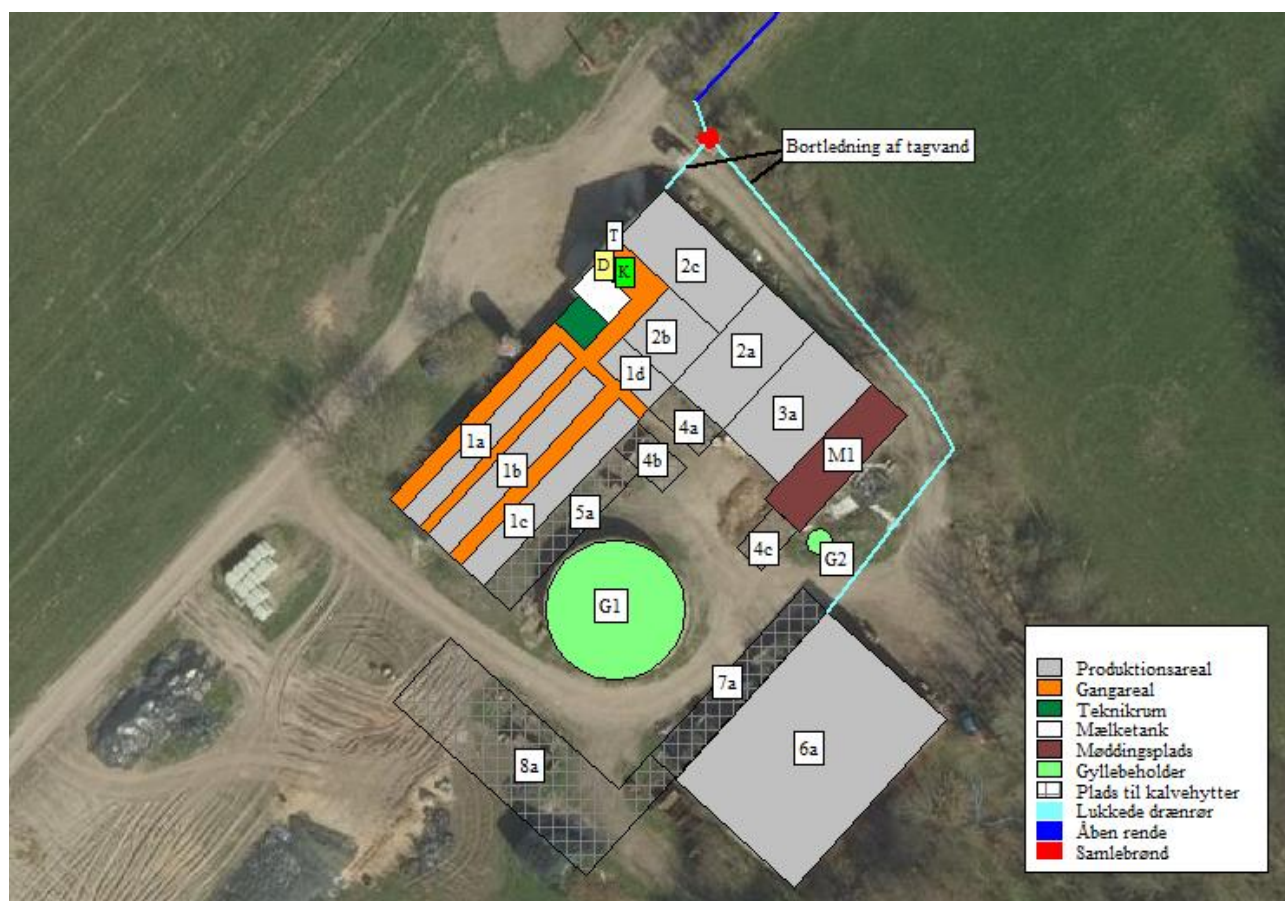 Bortledning af tagvand
T
D
K
2c
2b
2a
1d
3a
4a
1a
M1
4b
1b
5a
1c
4c
G2
G1
7a
6a
8a
Produktionsareal
Gangareal
Teknikrum
Mælketank
Møddingsplads
Gyllebeholder
Plads til kalvehytter
Lukkede drænrør
Åben rende
Samlebrønd